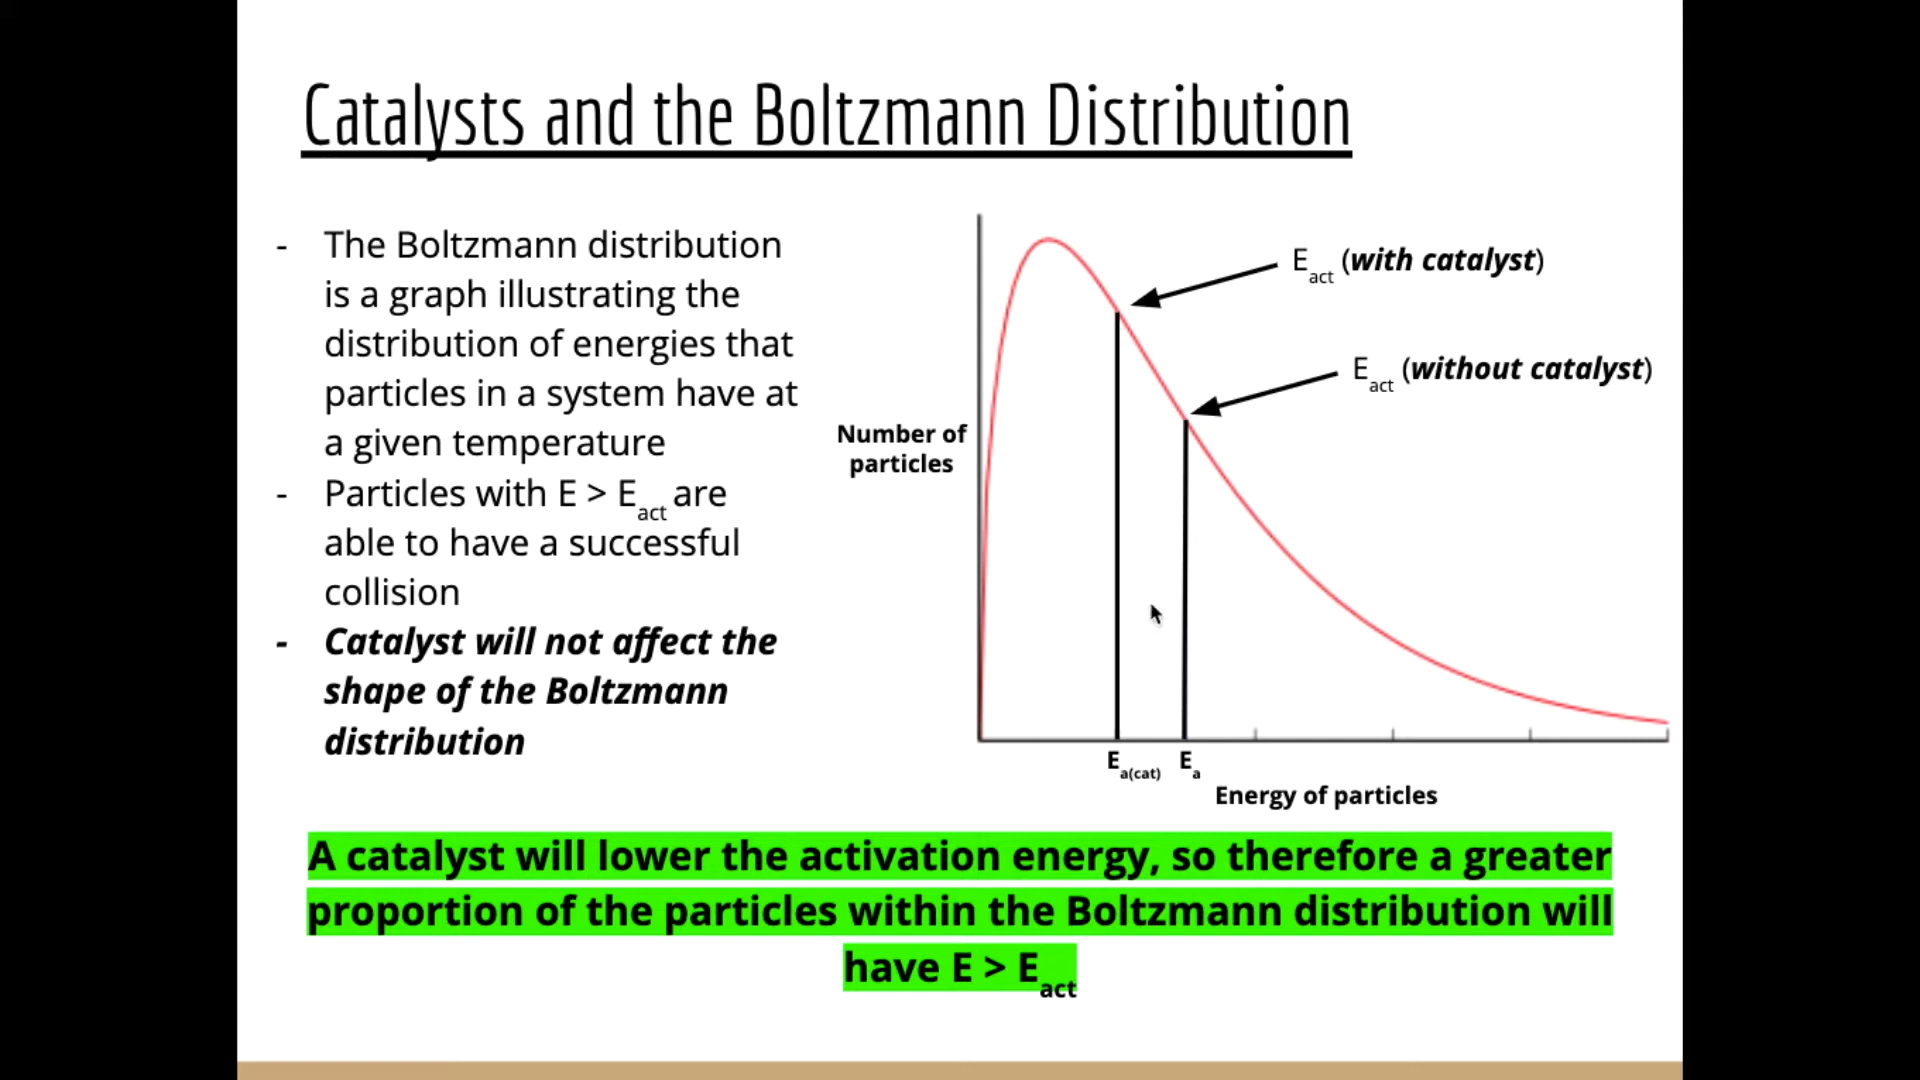 Catalysts and the Boltzmann Distribution
- The Boltzmann distribution
is a graph illustrating the
distribution of energies that
particles in a system have at
a given temperature
- Particles with E > Eact are
able to have a successful
collision
- Catalyst will not affect the
shape of the Boltzmann
distribution
Eact (with catalyst)
Eact (without catalyst)
Number of
particles
Ea(cat) Ea
Energy of particles
A catalyst will lower the activation energy, so therefore a greater
proportion of the particles within the Boltzmann distribution will
have E > Eact